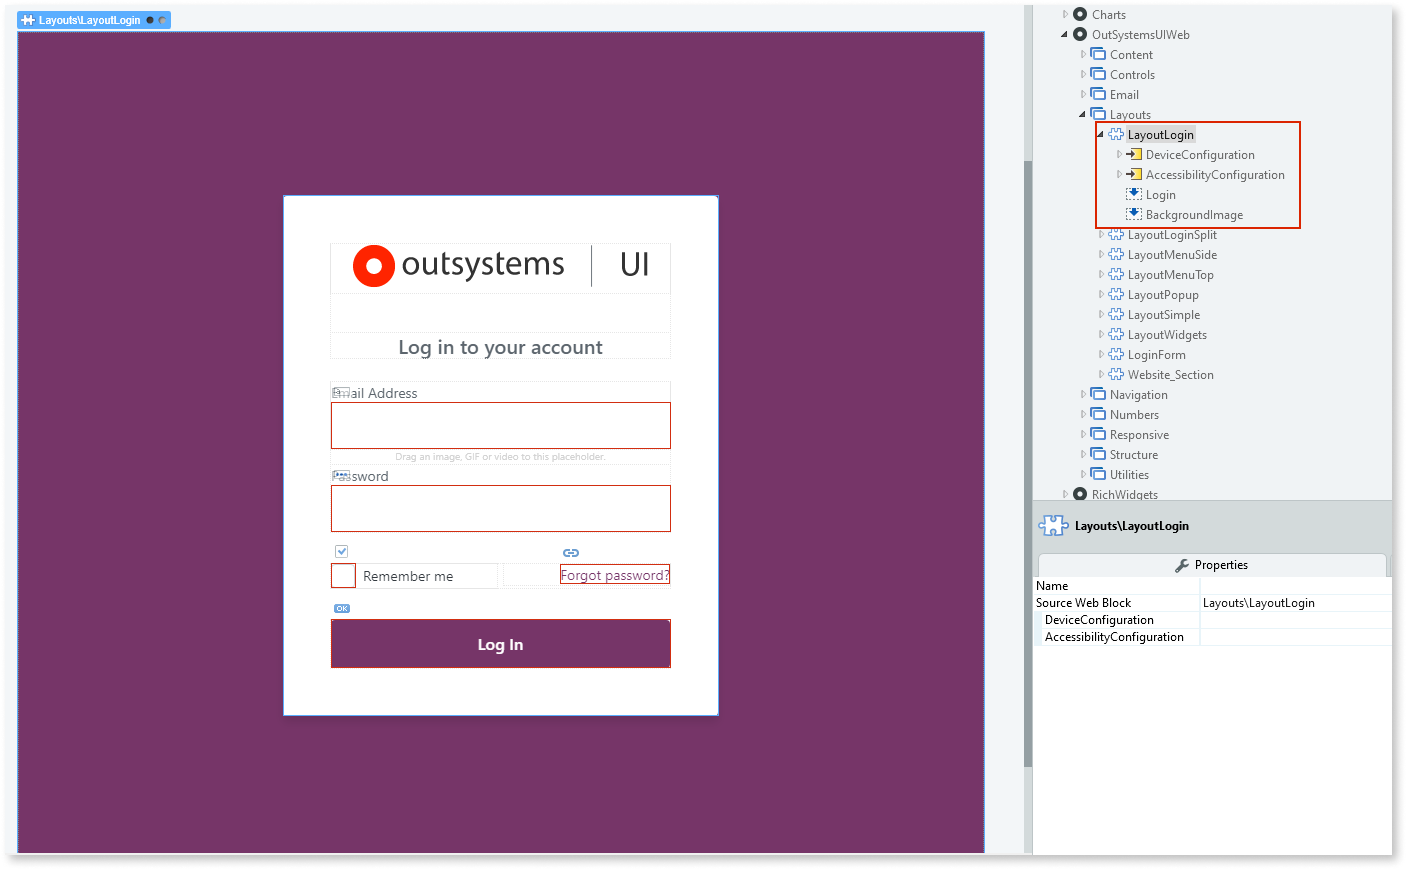 Layouts\LayoutLogin
outsystems UI
Log in to your account
Email Address
Drag an image, GIF or video to this placeholder.
Password
Remember me
Forgot password?
OK
Log In
Charts
OutSystemsUIWeb
Content
Controls
Email
Layouts
LayoutLogin
DeviceConfiguration
AccessibilityConfiguration
Login
BackgroundImage
LayoutLoginSplit
LayoutMenuSide
LayoutMenuTop
LayoutPopup
LayoutSimple
LayoutWidgets
LoginForm
Website_Section
Navigation
Numbers
Responsive
Structure
Utilities
RichWidgets
Layouts\LayoutLogin
Properties
Name
Source Web Block Layouts\LayoutLogin
DeviceConfiguration
AccessibilityConfiguration